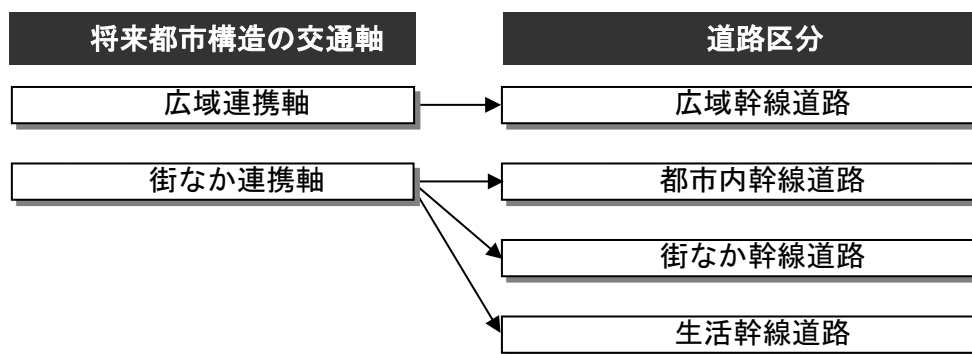 将来都市構造の交通軸
道路区分
広域連携軸
広域幹線道路
街なか連携軸
都市内幹線道路
街なか幹線道路
生活幹線道路